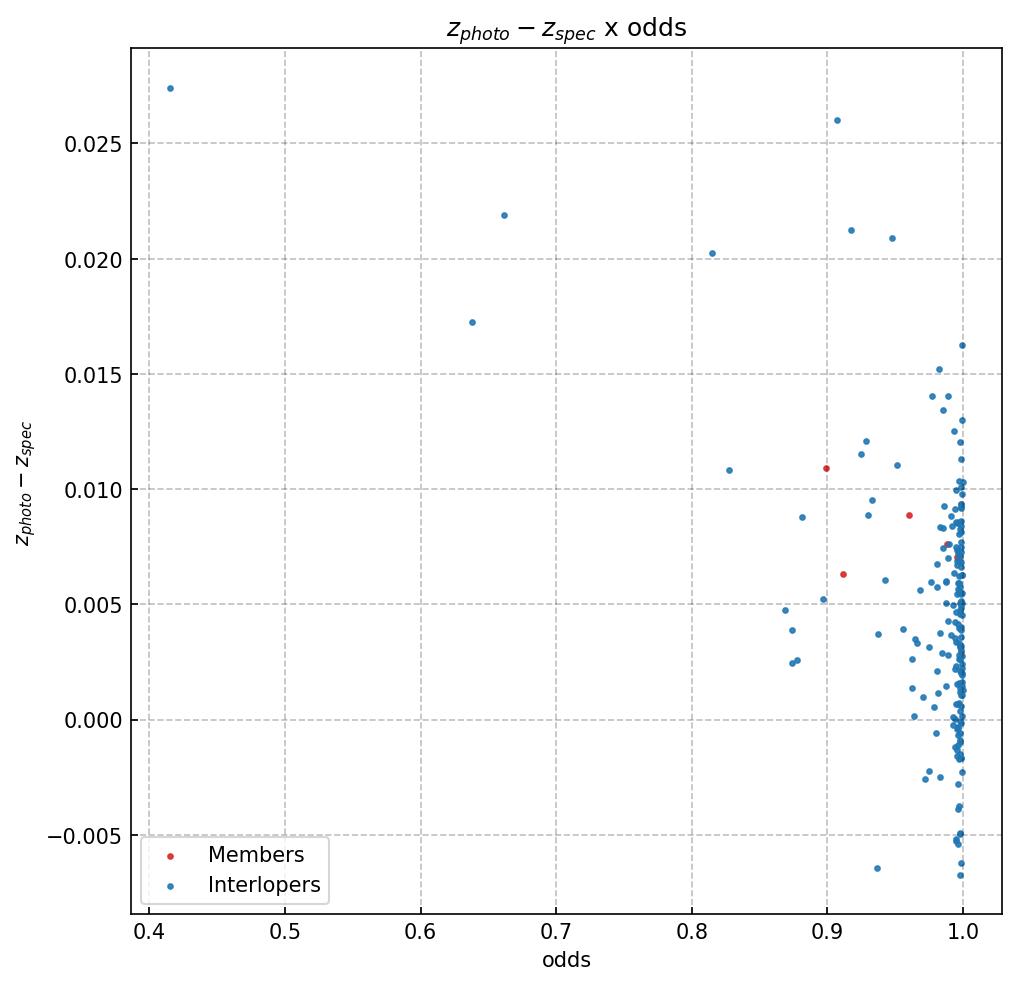 z_photo − z_spec x odds
z_photo − z_spec
0.025
0.020
0.015
0.010
0.005
0.000
−0.005
0.4 0.5 0.6 0.7 0.8 0.9 1.0
odds
Members
Interlopers